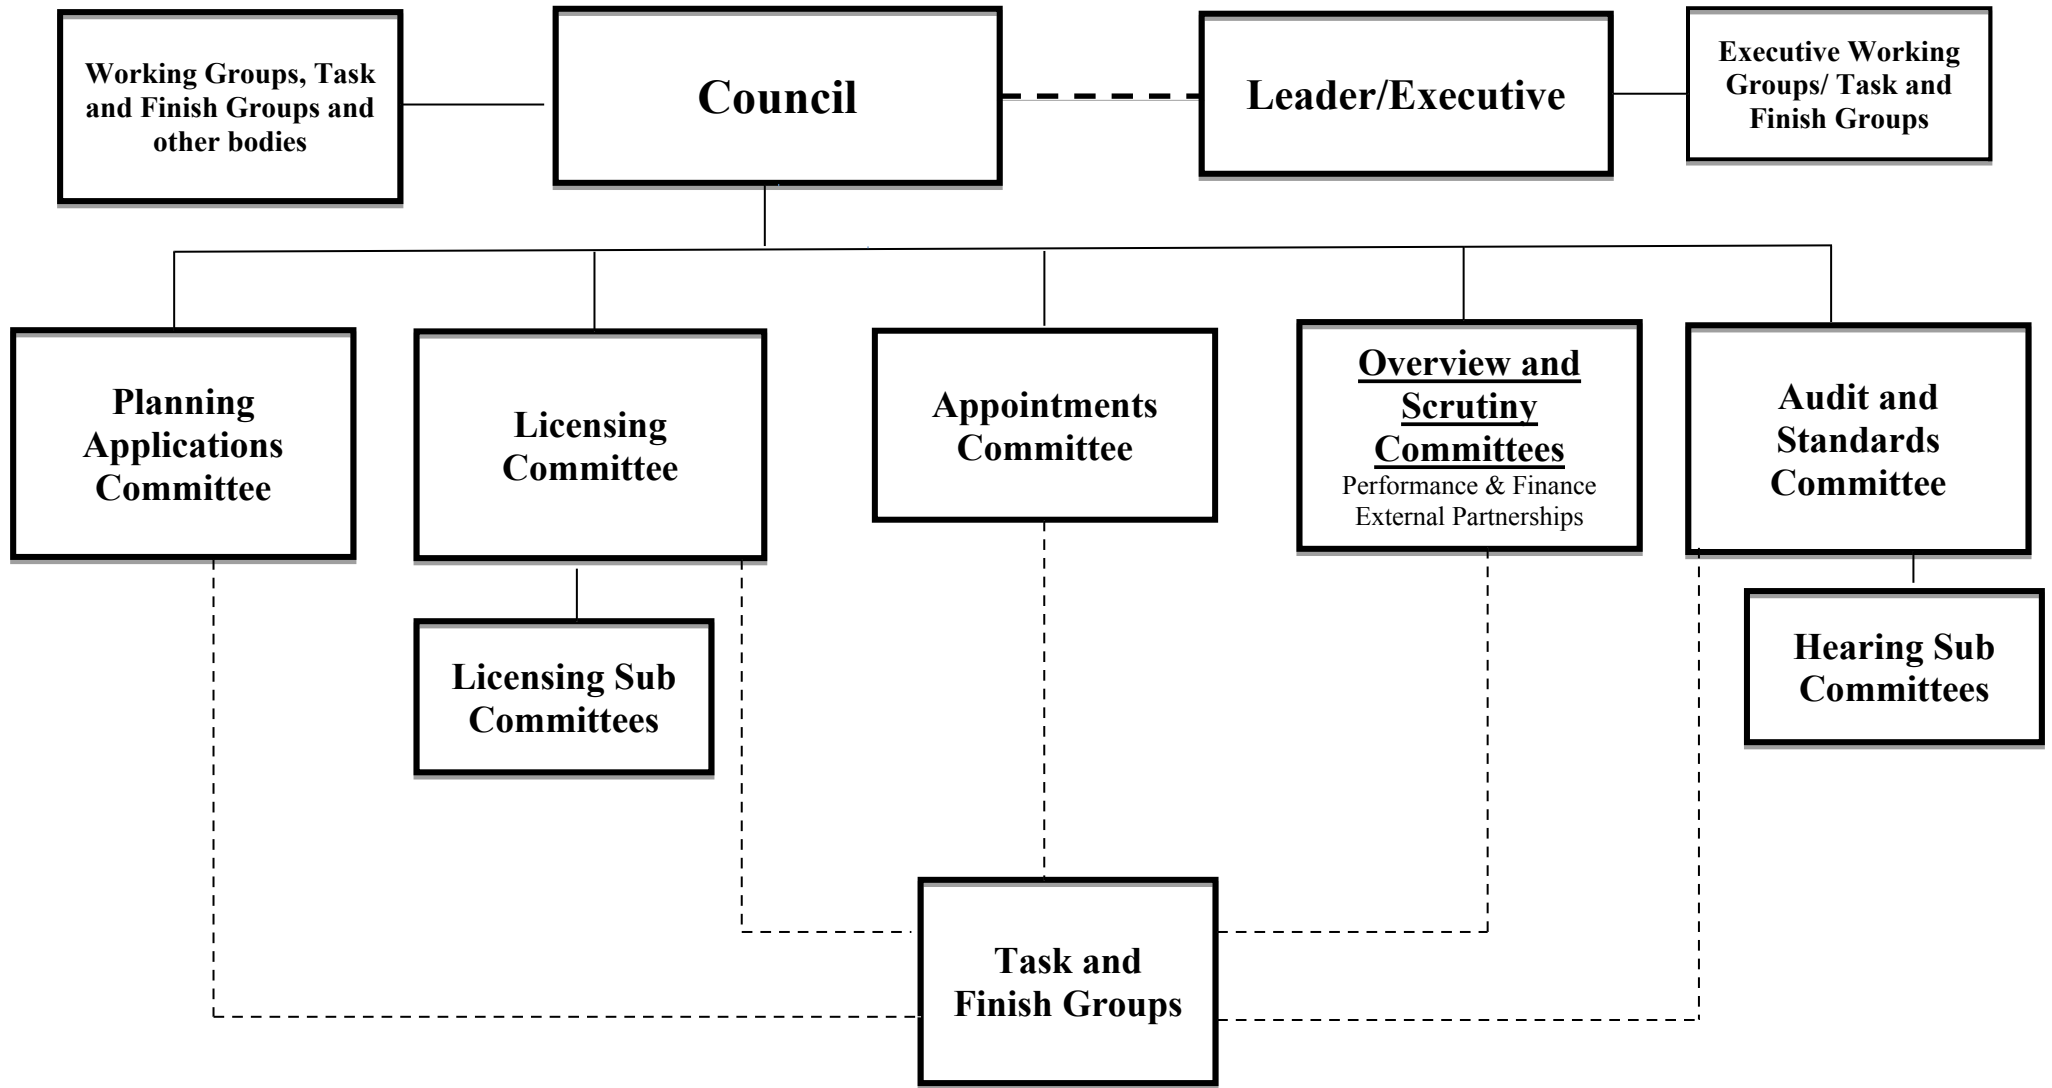 Working Groups, Task
and Finish Groups and
other bodies
Council
Leader/Executive
Executive Working
Groups/ Task and
Finish Groups
Planning
Applications
Committee
Licensing
Committee
Appointments
Committee
Overview and
Scrutiny
Committees
Performance & Finance
External Partnerships
Audit and
Standards
Committee
Licensing Sub
Committees
Hearing Sub
Committees
Task and
Finish Groups